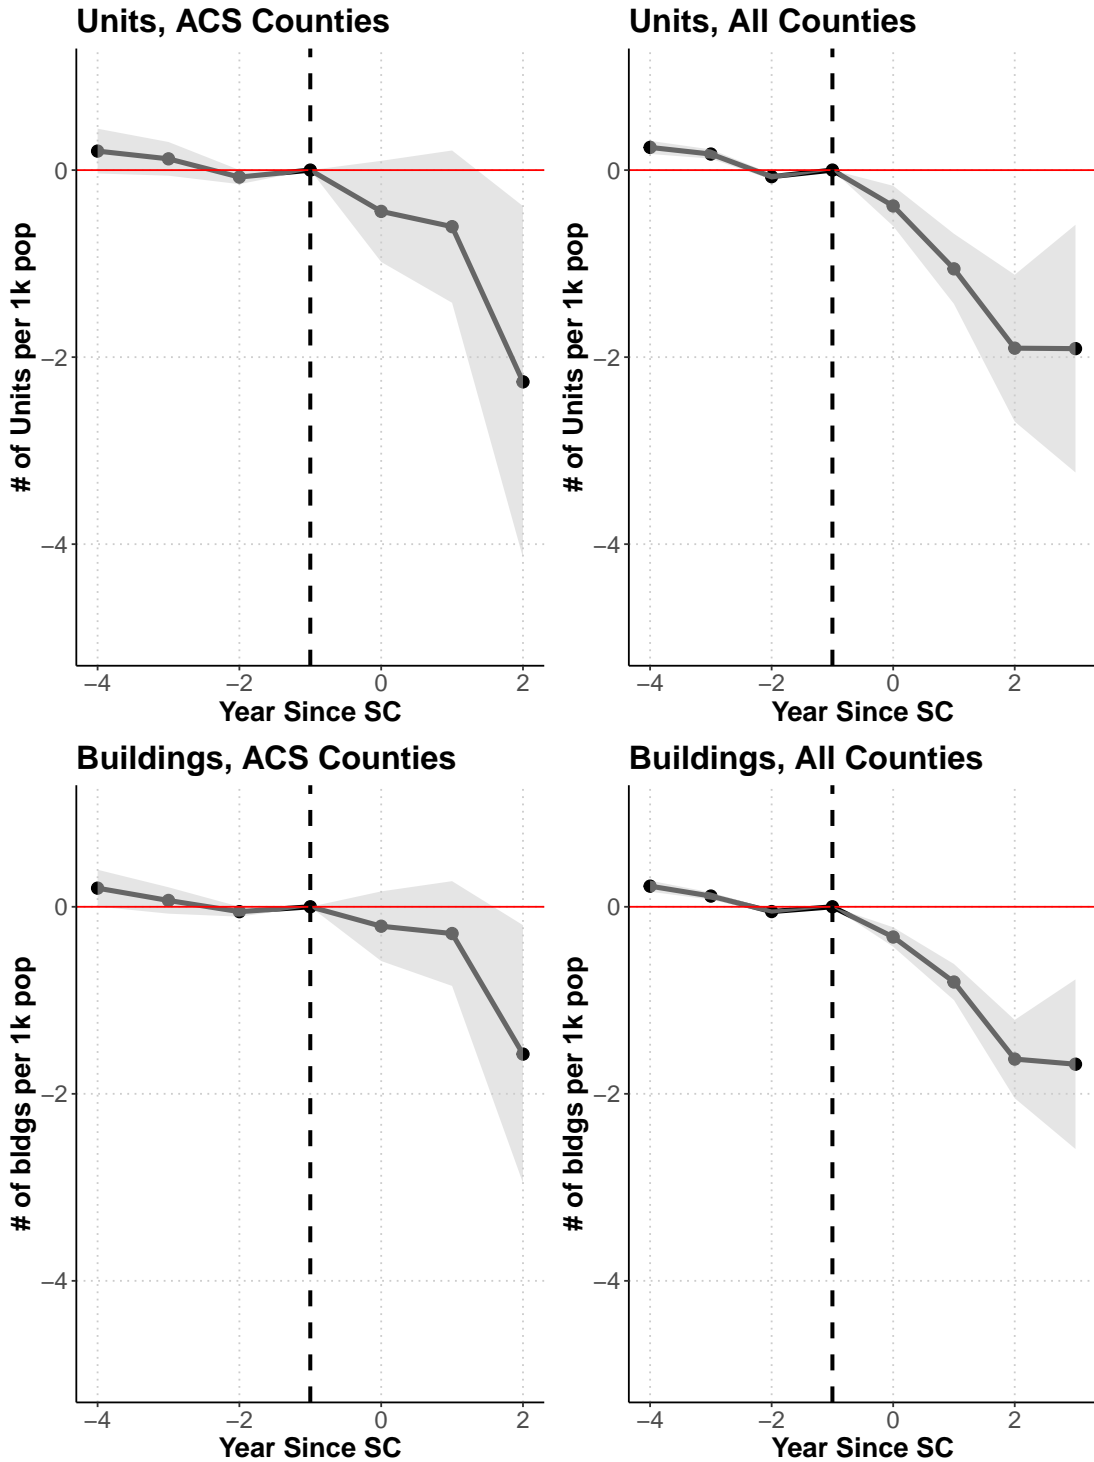 Units, ACS Counties
# of Units per 1k pop
0
−2
−4
−4 −2 0 2
Year Since SC
Units, All Counties
# of Units per 1k pop
0
−2
−4
−4 −2 0 2
Year Since SC
Buildings, ACS Counties
# of bldgs per 1k pop
0
−2
−4
−4 −2 0 2
Year Since SC
Buildings, All Counties
# of bldgs per 1k pop
0
−2
−4
−4 −2 0 2
Year Since SC